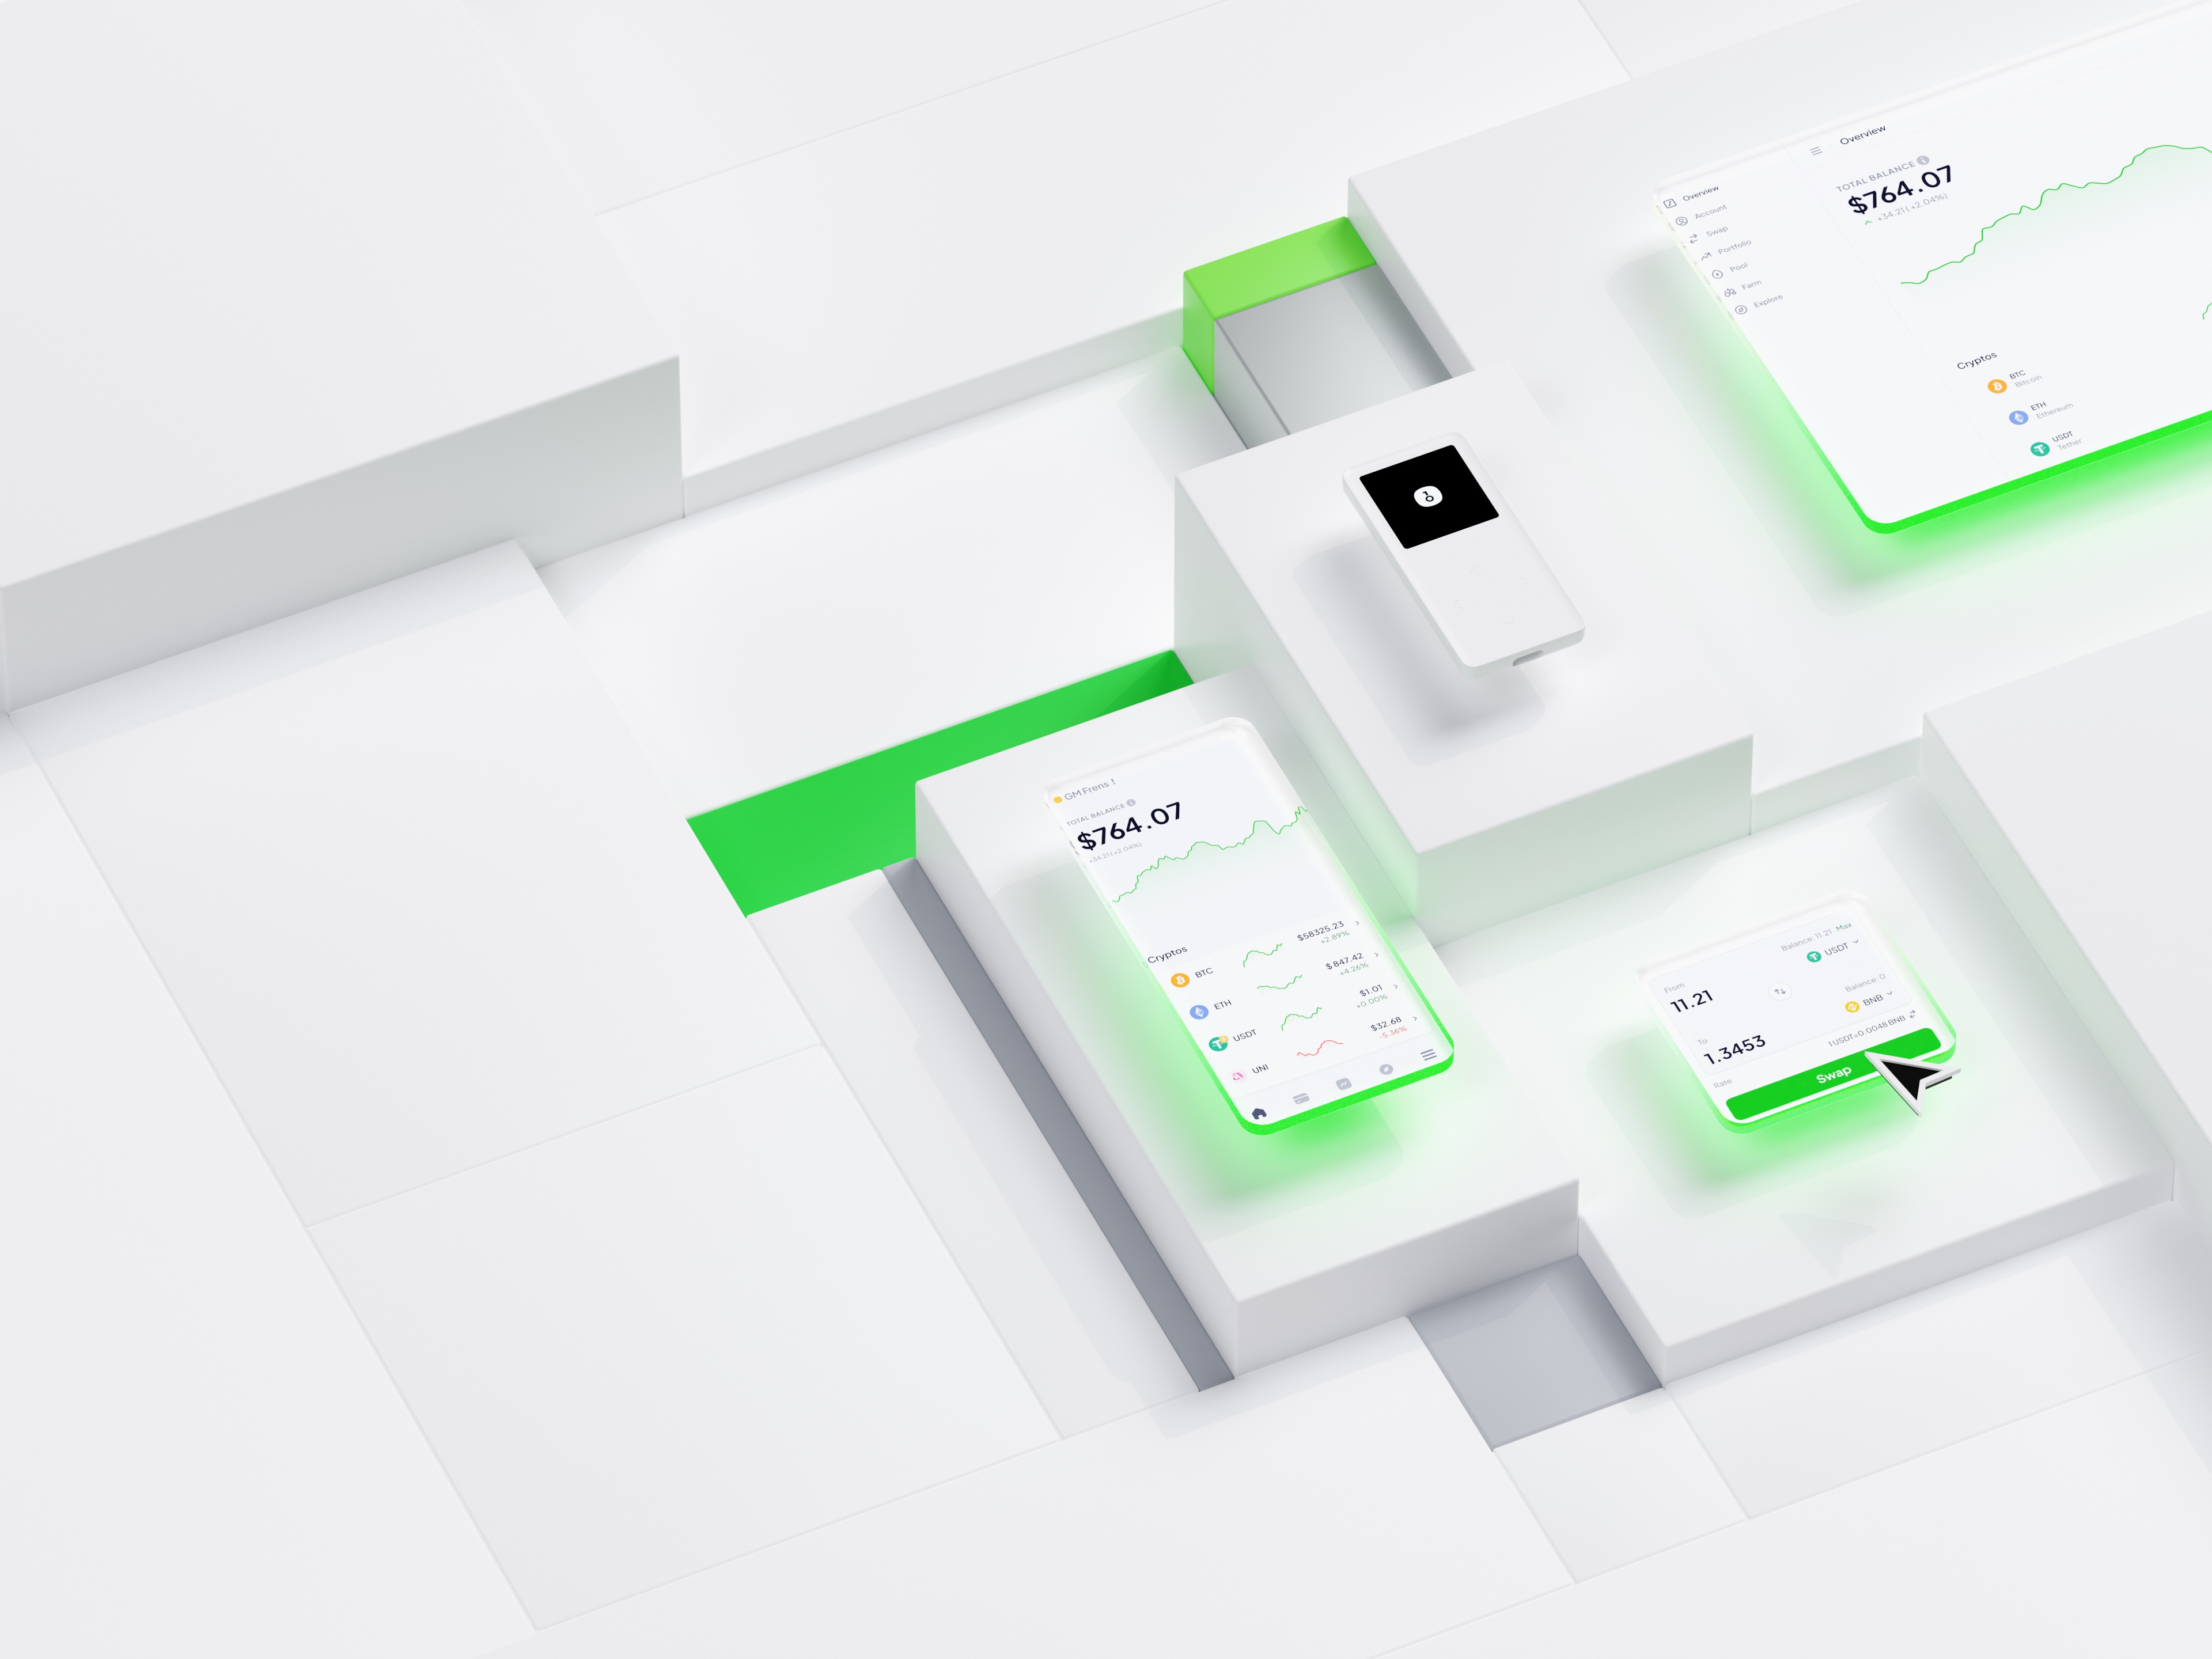 Overview
Account
Swap
Portfolio
Pool
Farm
Explore
Overview
TOTAL BALANCE
$764.07
+34.21(+2.04%)
Cryptos
BTC
Bitcoin
ETH
Ethereum
USDT
Tether
GM Frens !
TOTAL BALANCE
$764.07
+34.21(+2.04%)
Cryptos
BTC
$58325.23
+2.89%
ETH
$847.42
+4.26%
USDT
$1.01
+0.00%
UNI
$32.68
-5.36%
From
Balance: 11.21 Max
11.21
USDT
To
Balance: 0
1.3453
BNB
Rate
1 USDT=0.0048 BNB
Swap